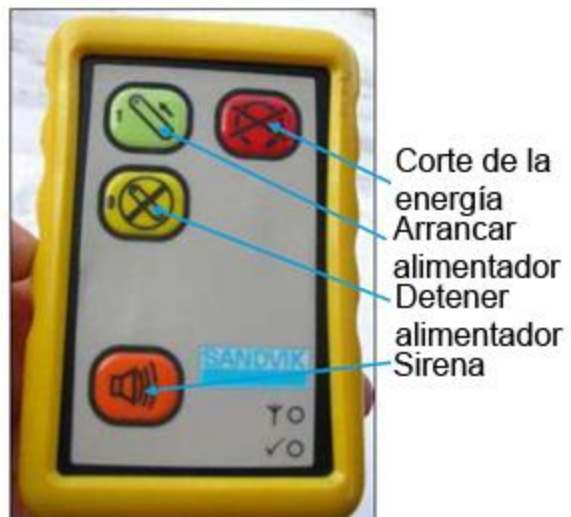 SANDVIK
Corte de la
energía
Arrancar
alimentador
Detener
alimentador
Sirena